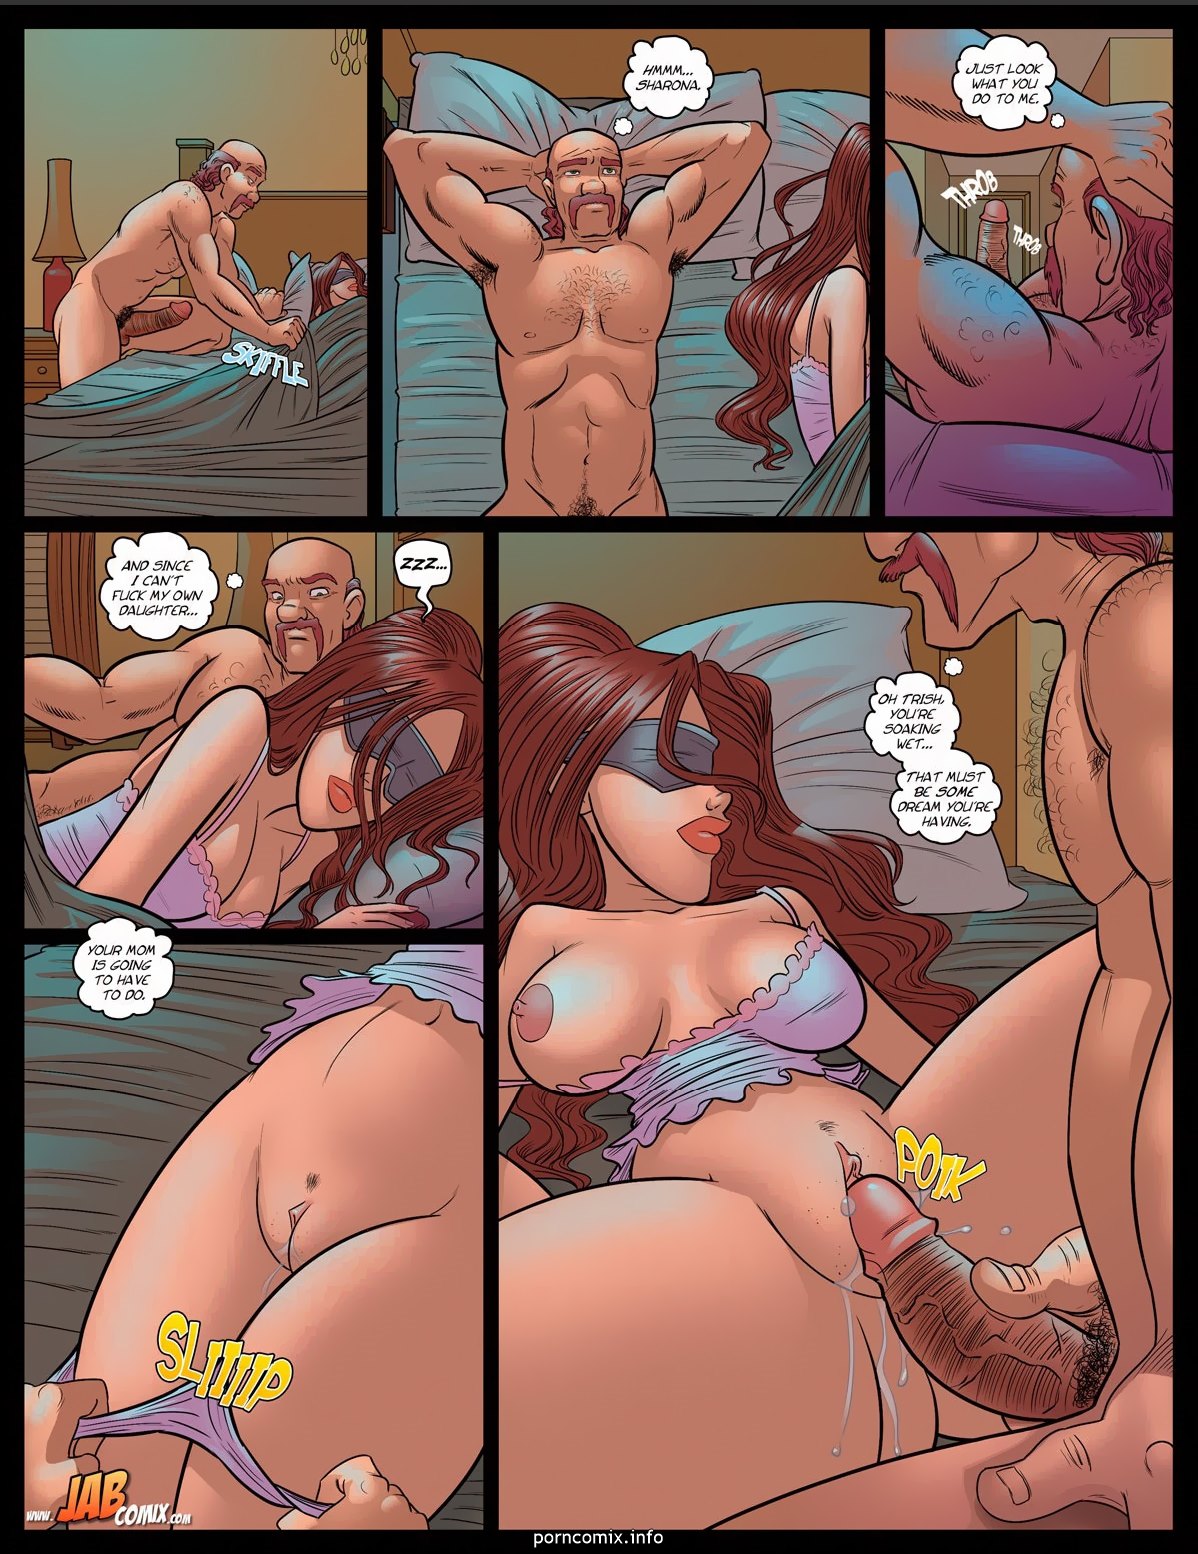 SKITTLE
HMMM...
SHARONA.
JUST LOOK
WHAT YOU
DO TO ME.
THROB
THROB
AND SINCE
I CAN'T
FUCK MY OWN
DAUGHTER...
ZZZ...
YOUR MOM
IS GOING
TO HAVE
TO DO.
SLIIIIIP
OH TRISH,
YOU'RE
SOAKING
WET...
THAT MUST
BE SOME
DREAM YOU'RE
HAVING.
POIK
www.JABCOMIX.com
porncomix.info